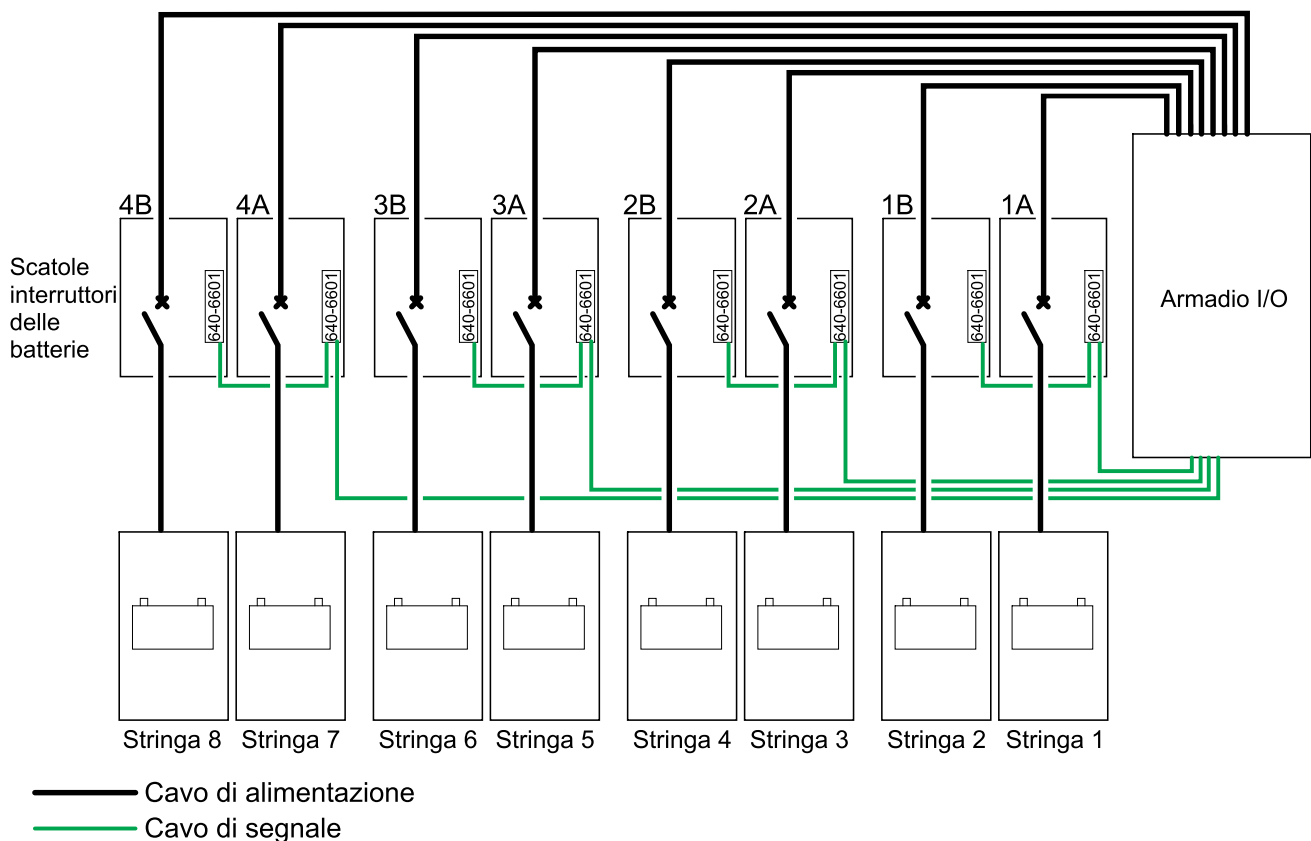 4B
4A
3B
3A
2B
2A
1B
1A
Scatole
interruttori
delle
batterie
640-6601
640-6601
640-6601
640-6601
640-6601
640-6601
640-6601
640-6601
Armadio I/O
Stringa 8
Stringa 7
Stringa 6
Stringa 5
Stringa 4
Stringa 3
Stringa 2
Stringa 1
Cavo di alimentazione
Cavo di segnale